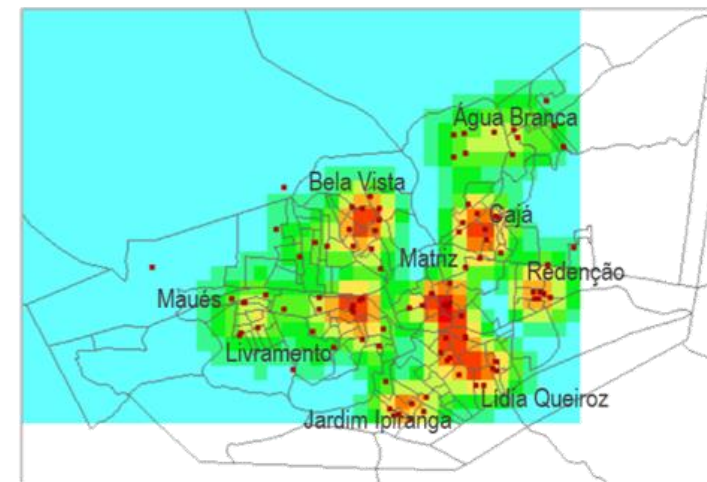 Água Branca
Bela Vista
Cajá
Matriz
Redenção
Maués
Livramento
Lídia Queiroz
Jardim Ipiranga